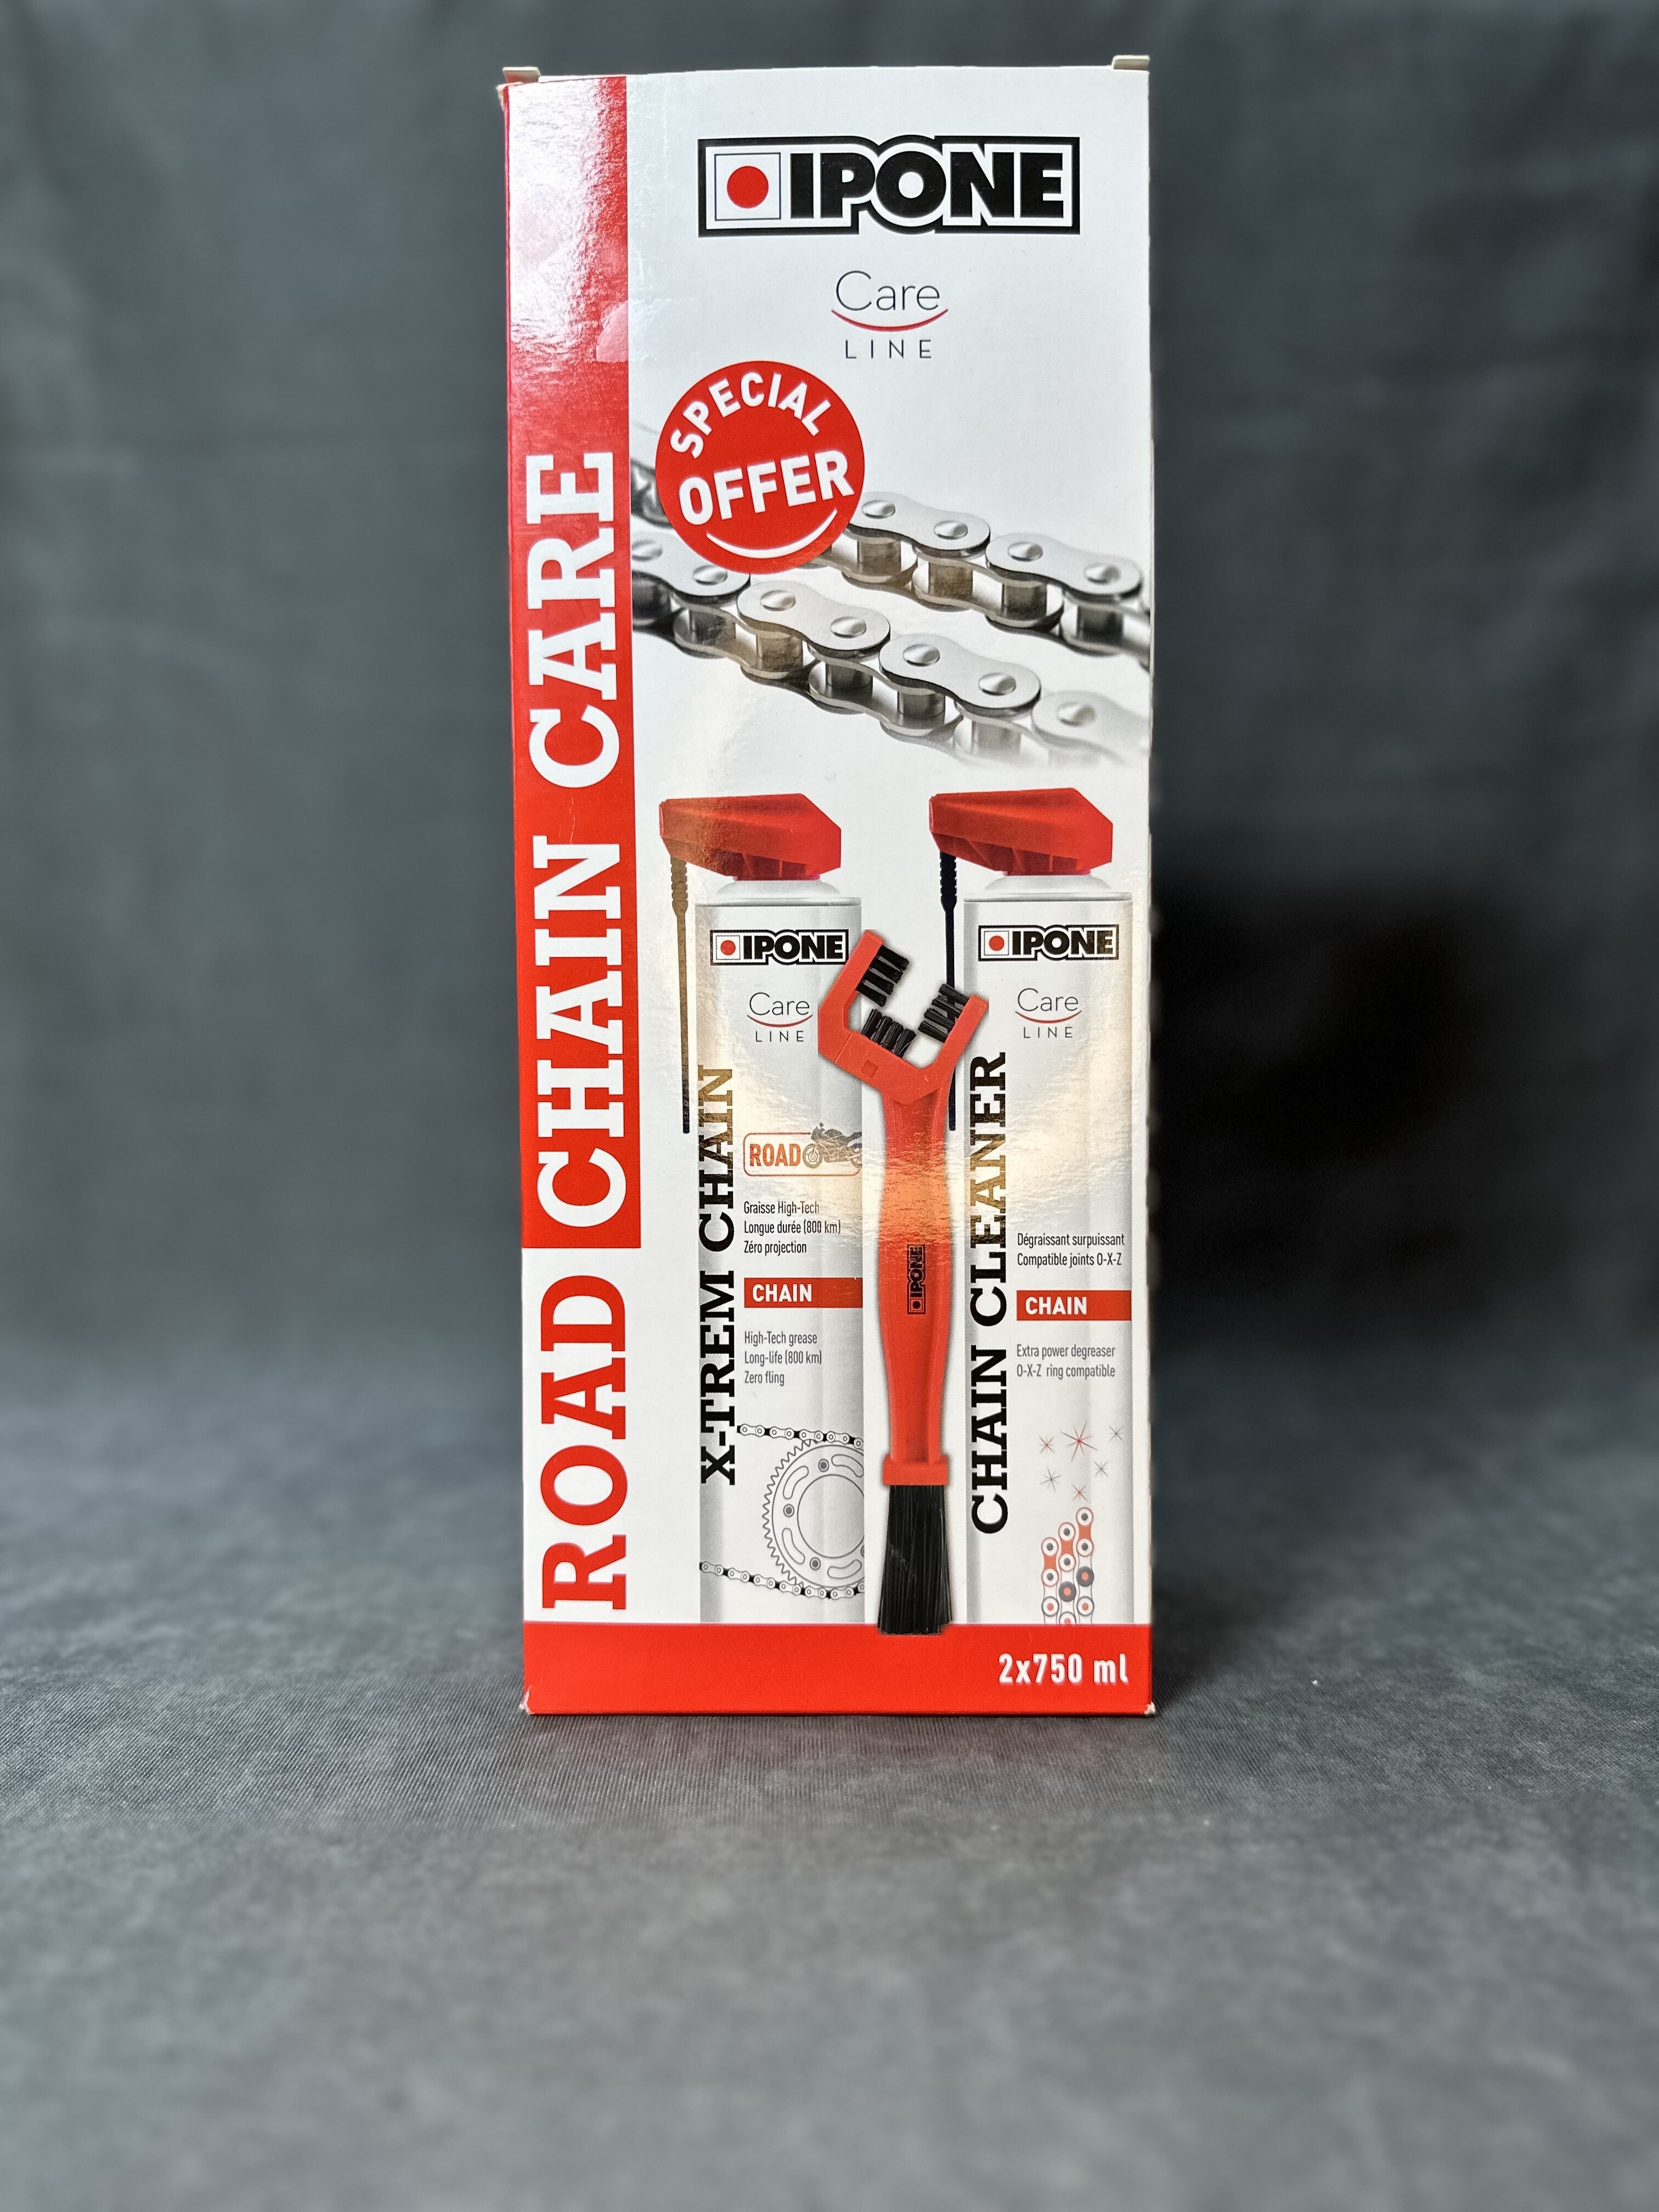 IPONE
Care
LINE
SPECIAL
OFFER
ROAD CHAIN CARE
IPONE
Care
LINE
X-TREM CHAIN
ROAD
Graisse High-Tech
Longue durée (800 km)
Zéro projection
CHAIN
High-Tech grease
Long-life (800 km)
Zero fling
IPONE
IPONE
Care
LINE
CHAIN CLEANER
Dégraissant surpuissant
Compatible joints O-X-Z
CHAIN
Extra power degreaser
O-X-Z ring compatible
2x750 ml